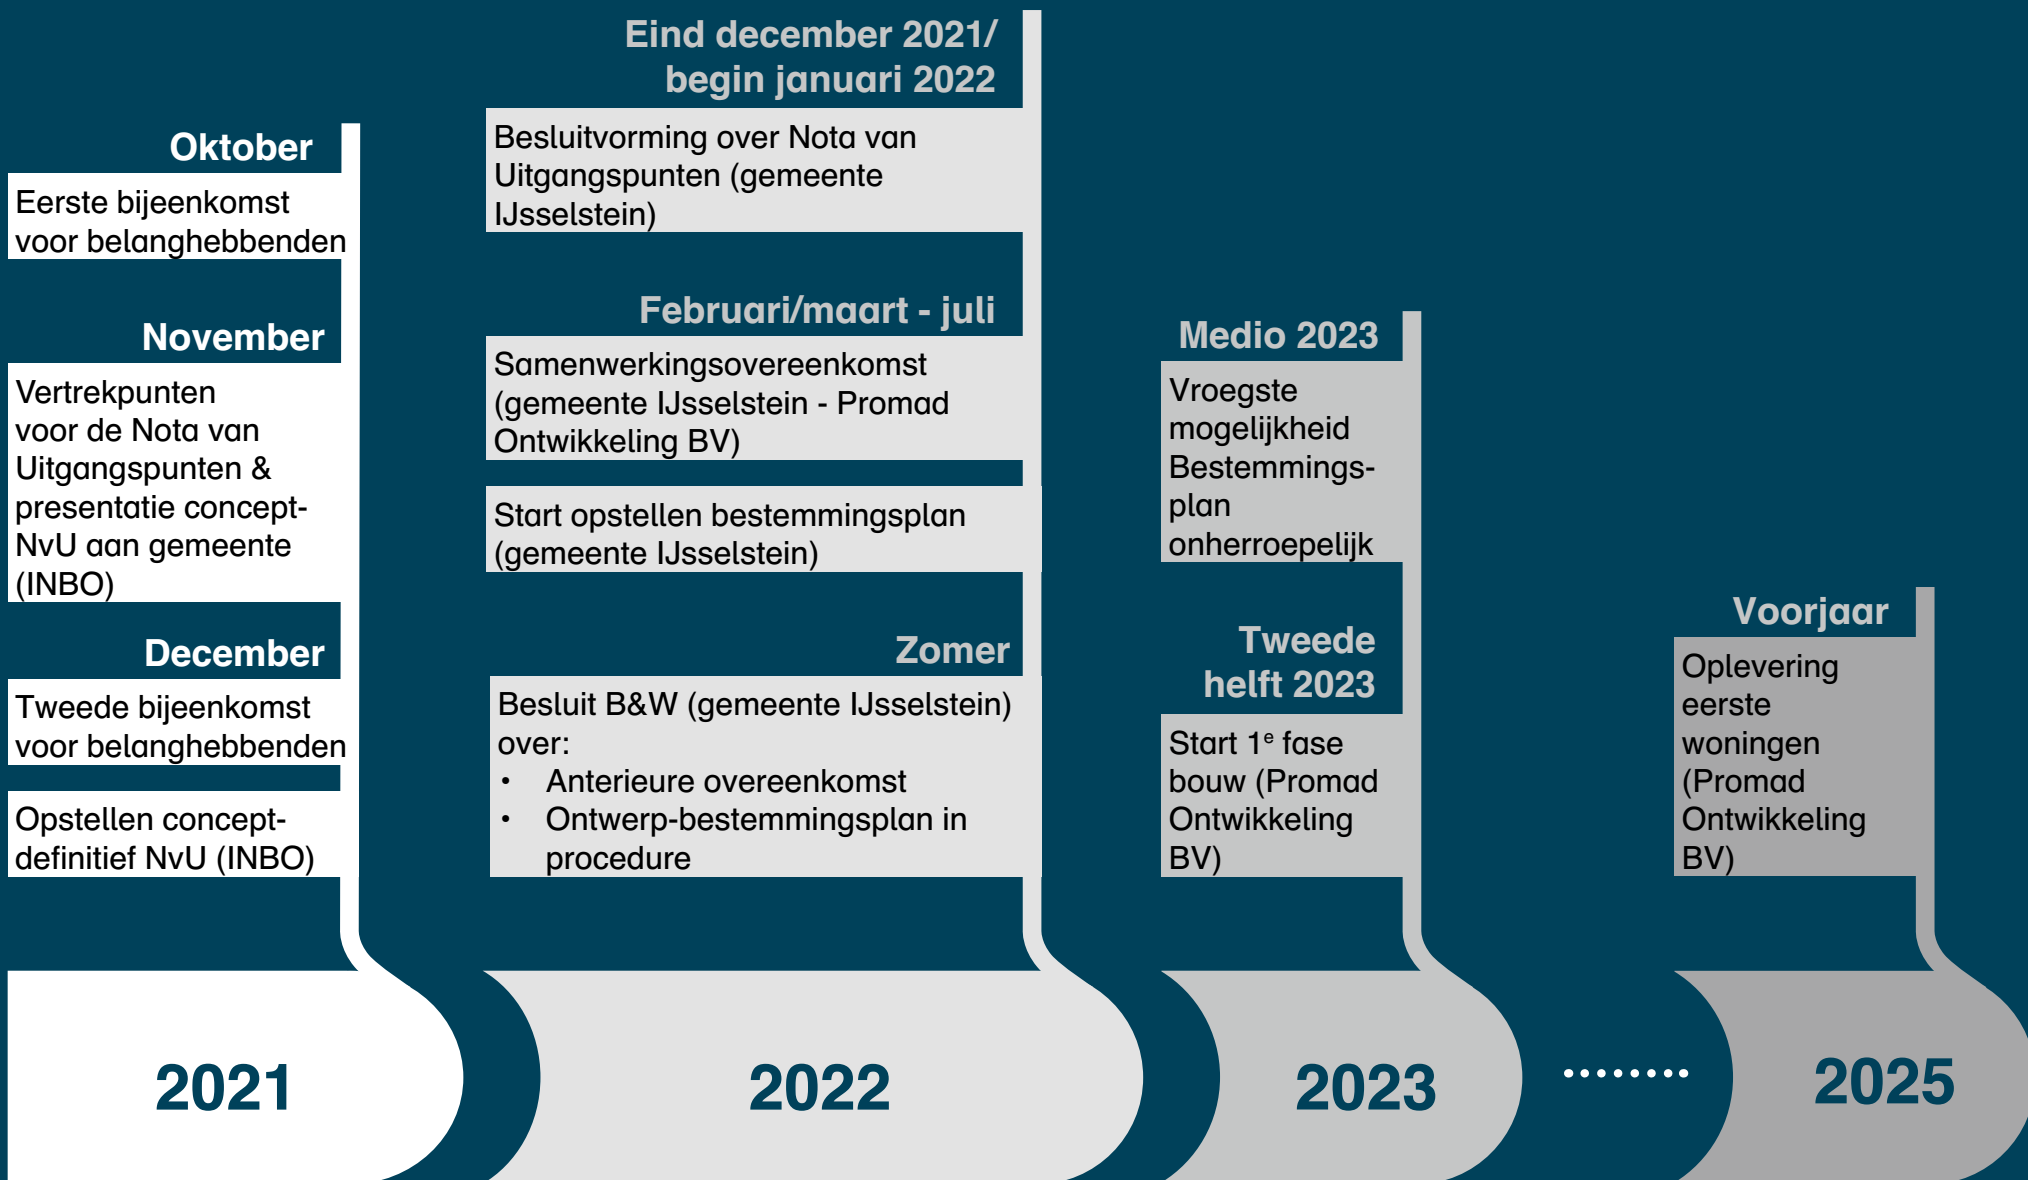 Oktober
Eerste bijeenkomst
voor belanghebbenden
November
Vertrekpunten
voor de Nota van
Uitgangspunten &
presentatie concept-
NvU aan gemeente
(INBO)
December
Tweede bijeenkomst
voor belanghebbenden
Opstellen concept-
definitief NvU (INBO)
2021
Eind december 2021/
begin januari 2022
Besluitvorming over Nota van
Uitgangspunten (gemeente
IJsselstein)
Februari/maart - juli
Samenwerkingsovereenkomst
(gemeente IJsselstein - Promad
Ontwikkeling BV)
Start opstellen bestemmingsplan
(gemeente IJsselstein)
Zomer
Besluit B&W (gemeente IJsselstein)
over:
• Anterieure overeenkomst
• Ontwerp-bestemmingsplan in
procedure
2022
Medio 2023
Vroegste
mogelijkheid
Bestemmings-
plan
onherroepelijk
Tweede
helft 2023
Start 1e fase
bouw (Promad
Ontwikkeling
BV)
2023
........
Voorjaar
Oplevering
eerste
woningen
(Promad
Ontwikkeling
BV)
2025